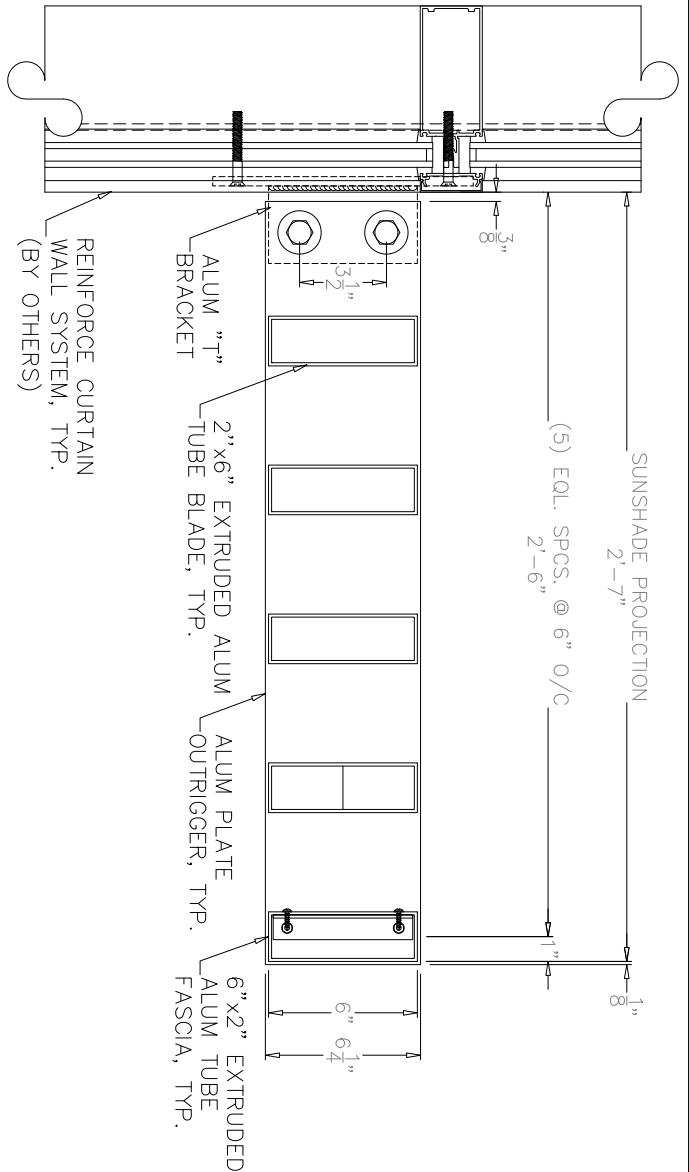 SUNSHADE PROJECTION
2'-7"
1/8"
(5) EQL. SPCS. @ 6" O/C
2'-6"
1"
3/8"
3 1/2"
6"
6 1/4"
ALUM "T"
BRACKET
2"x6" EXTRUDED ALUM
TUBE BLADE, TYP.
ALUM PLATE
OUTRIGGER, TYP.
6"x2" EXTRUDED
ALUM TUBE
FASCIA, TYP.
REINFORCE CURTAIN
WALL SYSTEM, TYP.
(BY OTHERS)